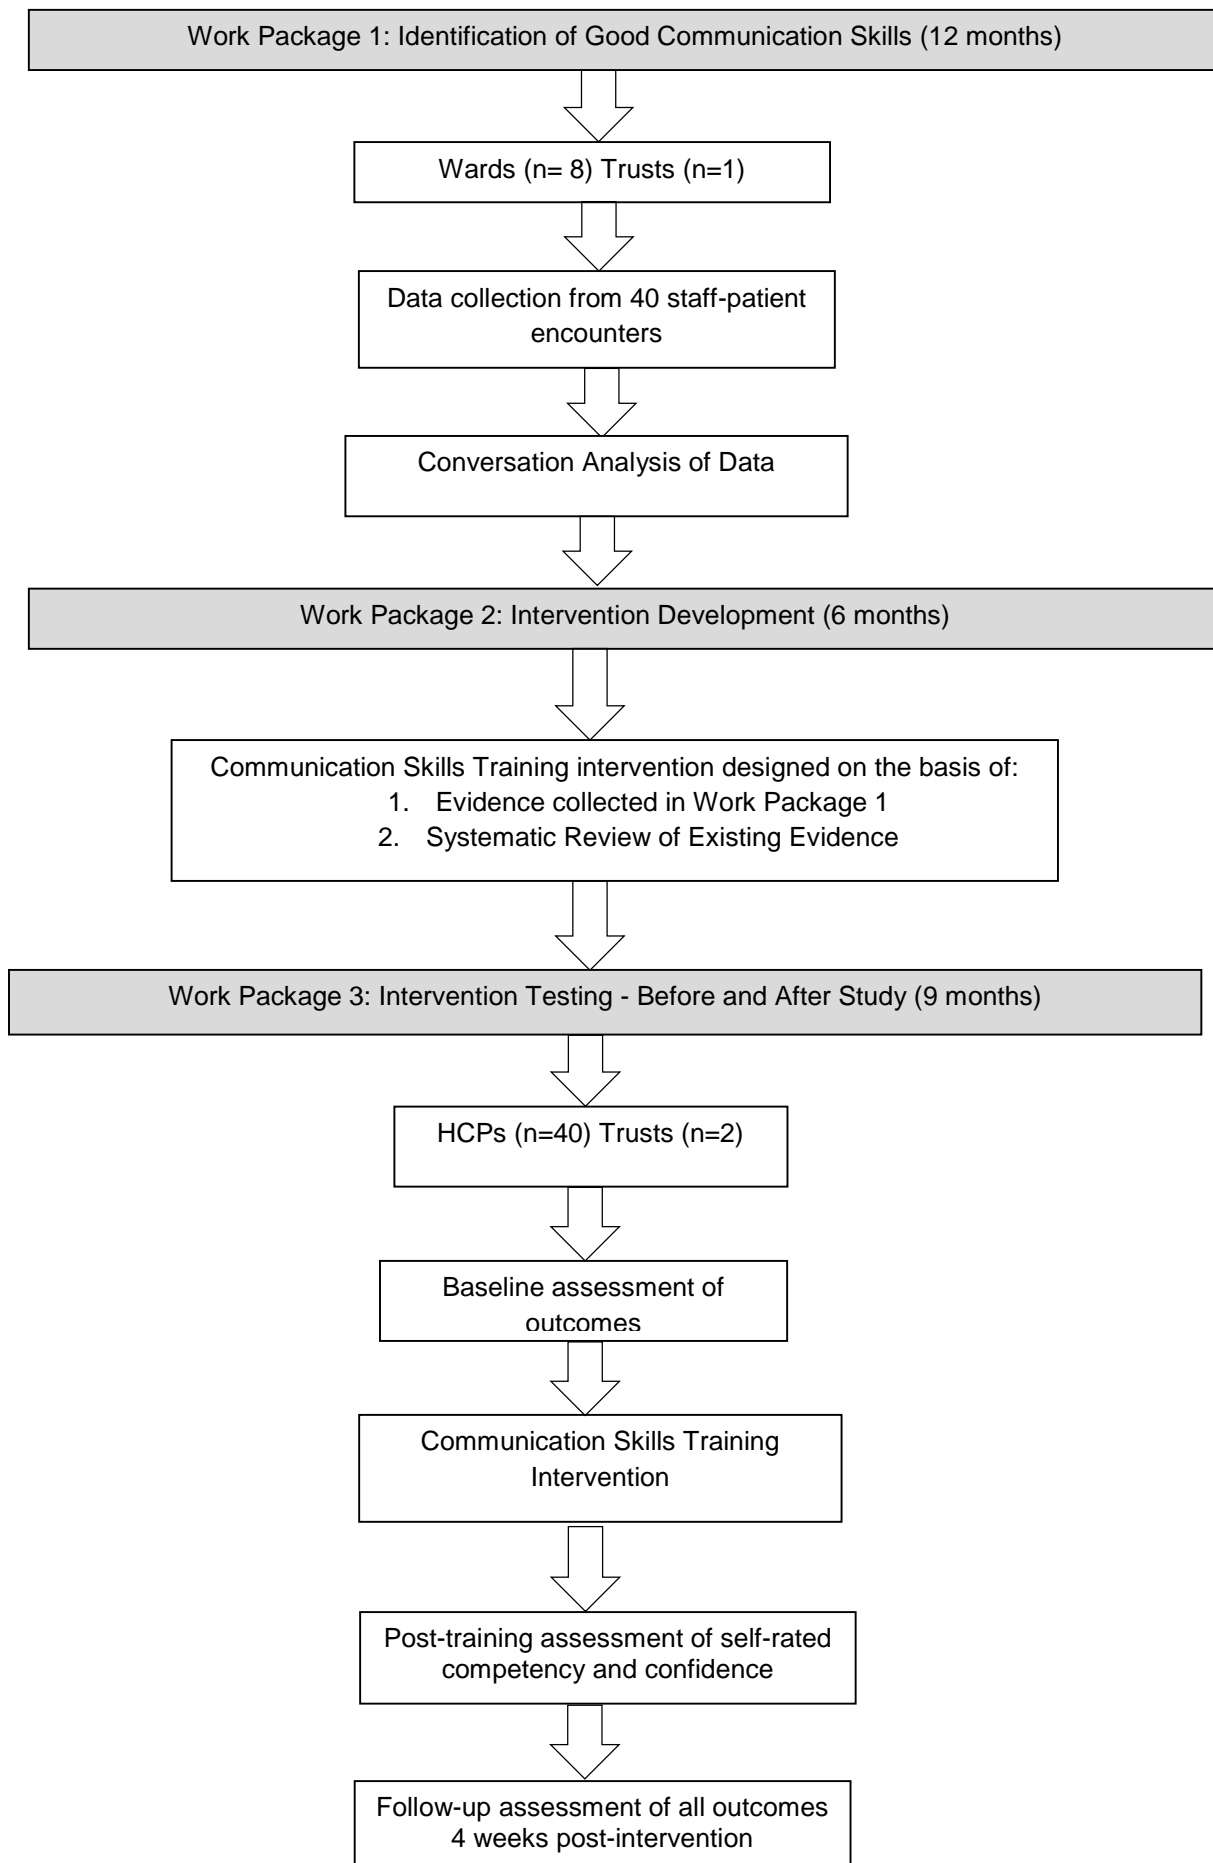 Work Package 1: Identification of Good Communication Skills (12 months)
Wards (n= 8) Trusts (n=1)
Data collection from 40 staff-patient
encounters
Conversation Analysis of Data
Work Package 2: Intervention Development (6 months)
Communication Skills Training intervention designed on the basis of:
1. Evidence collected in Work Package 1
2. Systematic Review of Existing Evidence
Work Package 3: Intervention Testing - Before and After Study (9 months)
HCPs (n=40) Trusts (n=2)
Baseline assessment of
outcomes
Communication Skills Training
Intervention
Post-training assessment of self-rated
competency and confidence
Follow-up assessment of all outcomes
4 weeks post-intervention